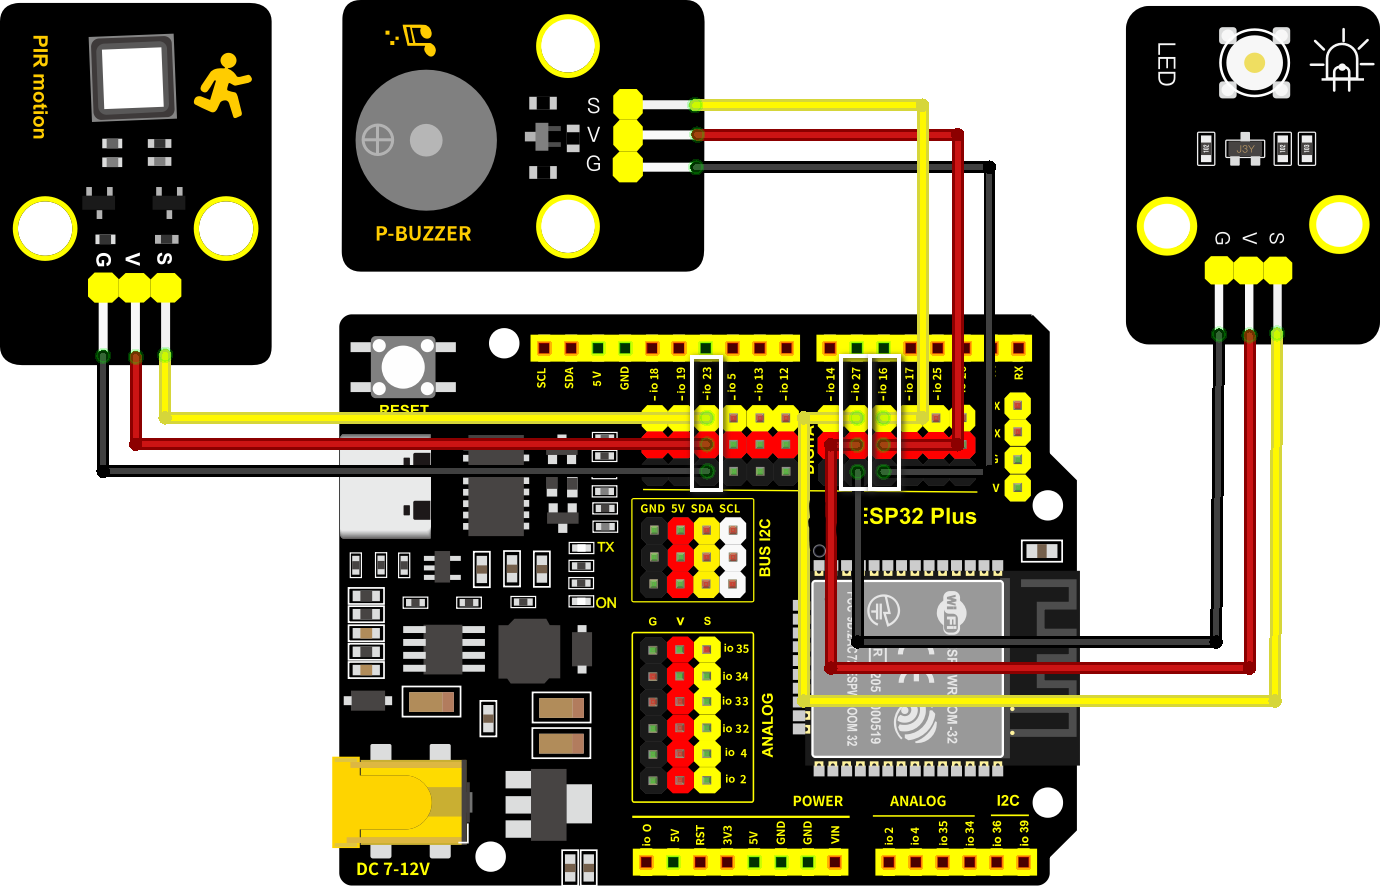 PIR motion
G
V
S
S
V
G
P-BUZZER
LED
J3Y
G
V
S
RESET
SCL
SDA
5 V
GND
io 18
io 19
io 23
io 5
io 13
io 12
io 14
io 27
io 16
io 17
io 25
RX
ESP32 Plus
GND 5V SDA SCL
BUS I2C
TX
ON
G V S
io 35
io 34
io 33
io 32
io 4
io 2
ANALOG
WiFi
DC 7-12V
POWER
ANALOG
I2C
io 0
5V
RST
3V3
5V
GND
GND
VIN
io 2
io 4
io 35
io 34
io 36
io 39